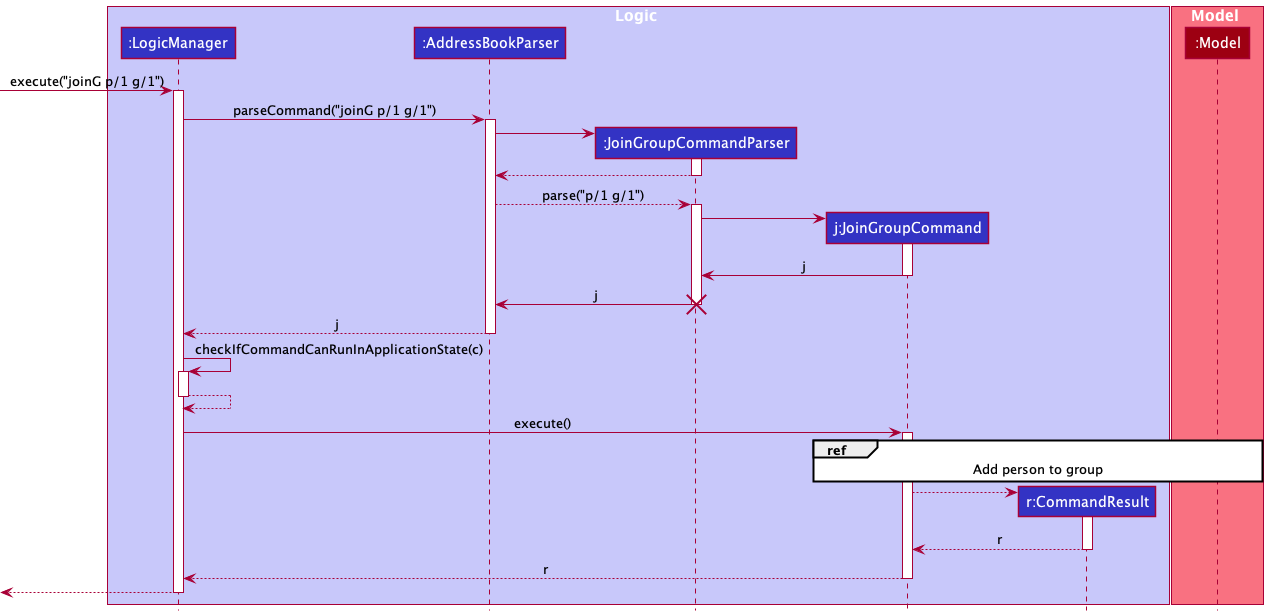 Logic
Model
:LogicManager
:AddressBookParser
:Model
execute("joinG p/1 g/1")
parseCommand("joinG p/1 g/1")
:JoinGroupCommandParser
parse("p/1 g/1")
j:JoinGroupCommand
j
j
j
checkIfCommandCanRunInApplicationState(c)
execute()
ref
Add person to group
r:CommandResult
r
r